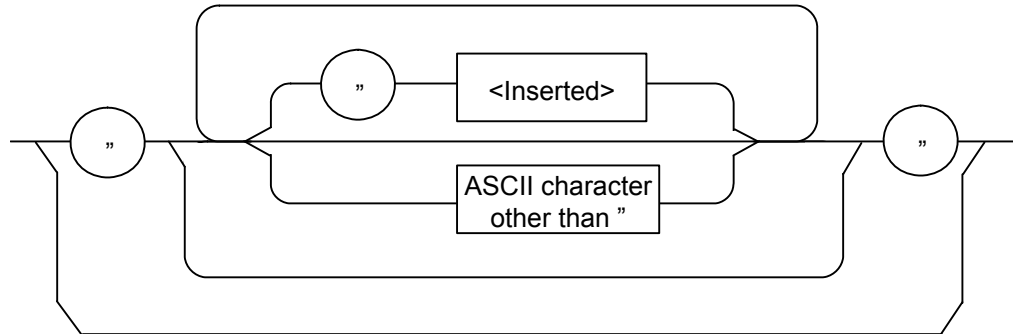 ”
<Inserted>
”
”
ASCII character
other than ”